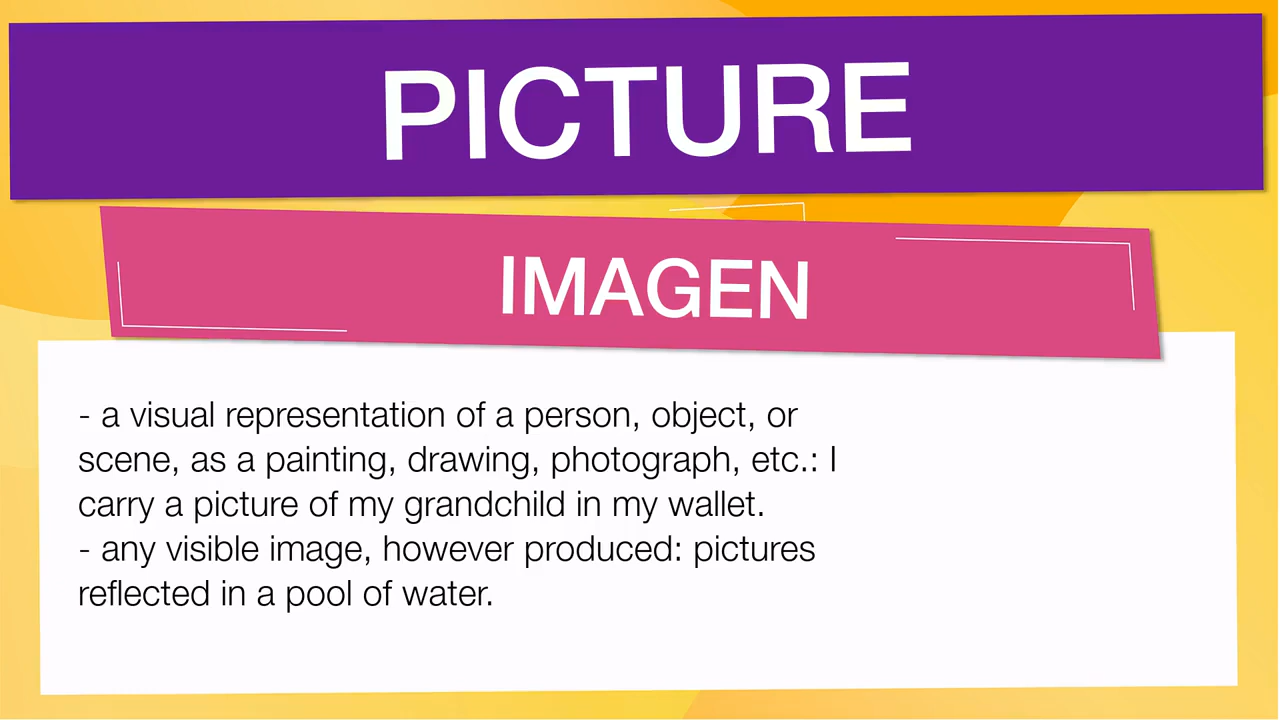 PICTURE
IMAGEN
- a visual representation of a person, object, or
scene, as a painting, drawing, photograph, etc.: I
carry a picture of my grandchild in my wallet.
- any visible image, however produced: pictures
reflected in a pool of water.